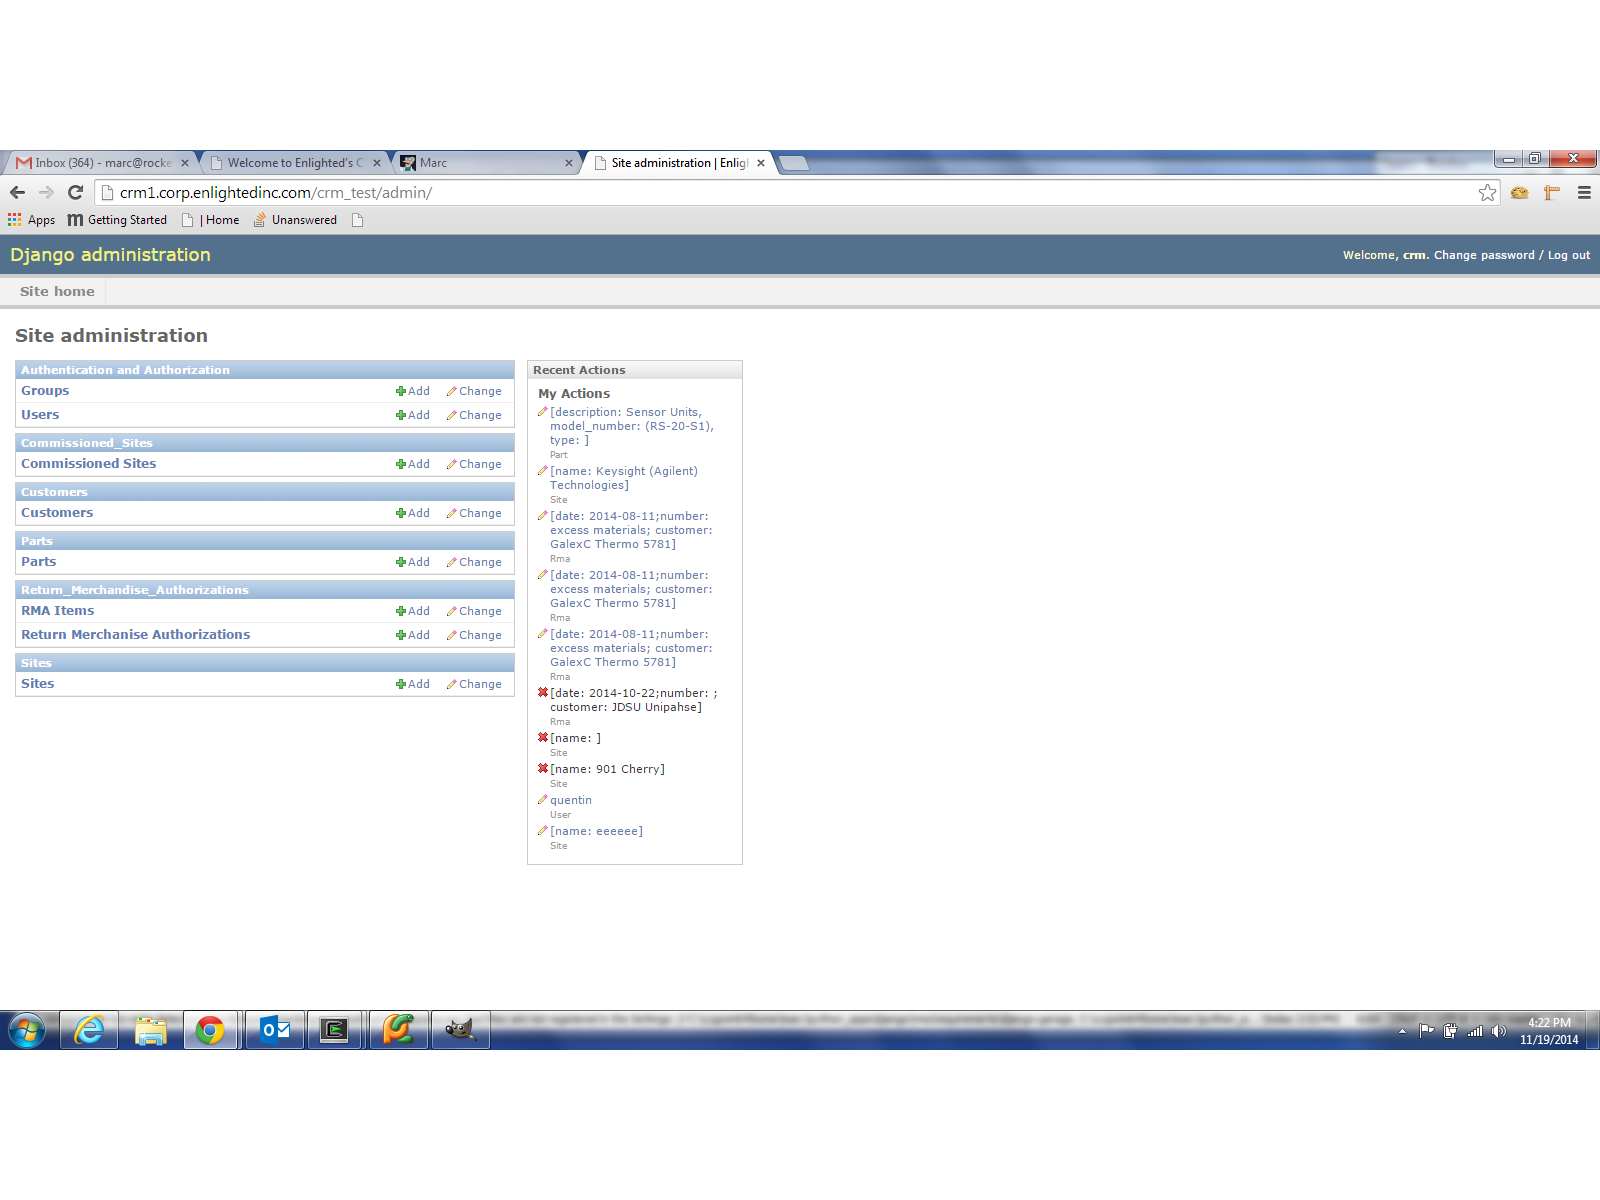 Inbox (364) - marc@rocke
Welcome to Enlighted's C
Marc
Site administration | Enlig
crm1.corp.enlightedinc.com/crm_test/admin/
Apps
Getting Started
| Home
Unanswered
Django administration
Welcome, crm. Change password / Log out
Site home
Site administration
Authentication and Authorization
Groups Add Change
Users Add Change
Commissioned_Sites
Commissioned Sites Add Change
Customers
Customers Add Change
Parts
Parts Add Change
Return_Merchandise_Authorizations
RMA Items Add Change
Return Merchanise Authorizations Add Change
Sites
Sites Add Change
Recent Actions
My Actions
[description: Sensor Units,
model_number: (RS-20-S1),
type: ]
Part
[name: Keysight (Agilent)
Technologies]
Site
[date: 2014-08-11;number:
excess materials; customer:
GalexC Thermo 5781]
Rma
[date: 2014-08-11;number:
excess materials; customer:
GalexC Thermo 5781]
Rma
[date: 2014-08-11;number:
excess materials; customer:
GalexC Thermo 5781]
Rma
[date: 2014-10-22;number: ;
customer: JDSU Unipahse]
Rma
[name: ]
Site
[name: 901 Cherry]
Site
quentin
User
[name: eeeeee]
Site
4:22 PM
11/19/2014